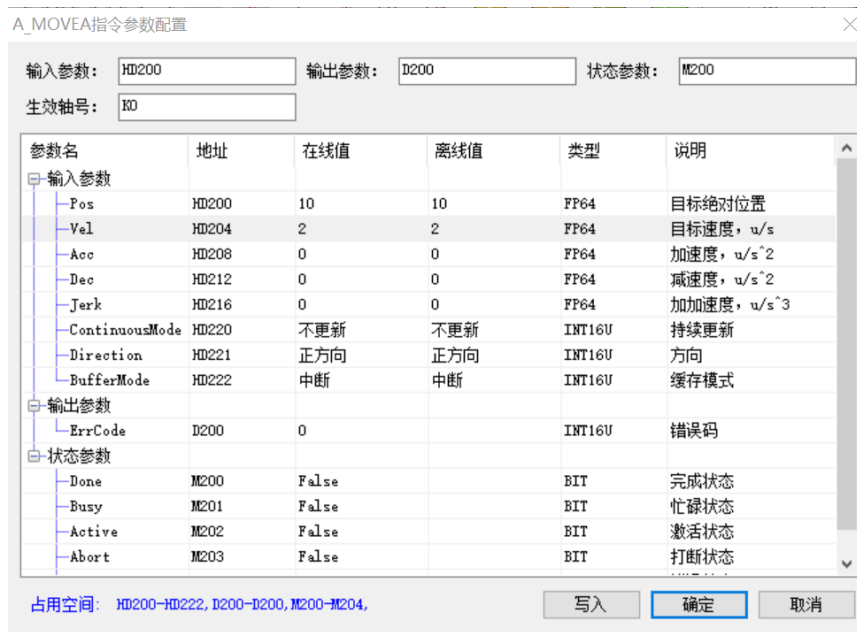 A_MOVEA指令参数配置
输入参数: HD200 输出参数: D200 状态参数: M200
生效轴号: K0
参数名 地址 在线值 离线值 类型 说明
输入参数
Pos HD200 10 10 FP64 目标绝对位置
Vel HD204 2 2 FP64 目标速度，u/s
Acc HD208 0 0 FP64 加速度，u/s^2
Dec HD212 0 0 FP64 减速度，u/s^2
Jerk HD216 0 0 FP64 加加速度，u/s^3
ContinuousMode HD220 不更新 不更新 INT16U 持续更新
Direction HD221 正方向 正方向 INT16U 方向
BufferMode HD222 中断 中断 INT16U 缓存模式
输出参数
ErrCode D200 0 INT16U 错误码
状态参数
Done M200 False BIT 完成状态
Busy M201 False BIT 忙碌状态
Active M202 False BIT 激活状态
Abort M203 False BIT 打断状态
占用空间: HD200-HD222,D200-D200,M200-M204, 写入 确定 取消